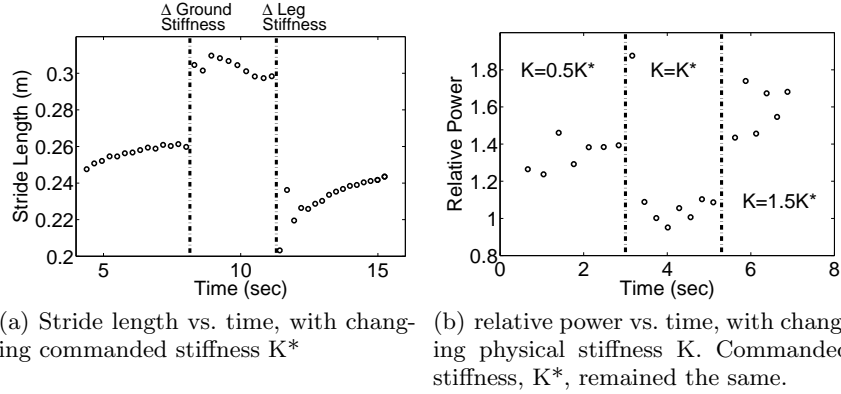 Δ Ground
Stiffness
Δ Leg
Stiffness
0.3
0.28
0.26
0.24
0.22
0.2
Stride Length (m)
5
10
15
Time (sec)
K=0.5K*
K=K*
K=1.5K*
1.8
1.6
1.4
1.2
1
0.8
Relative Power
0
2
4
6
8
Time (sec)
(a) Stride length vs. time, with chang-
ing commanded stiffness K*
(b) relative power vs. time, with chang-
ing physical stiffness K. Commanded
stiffness, K*, remained the same.